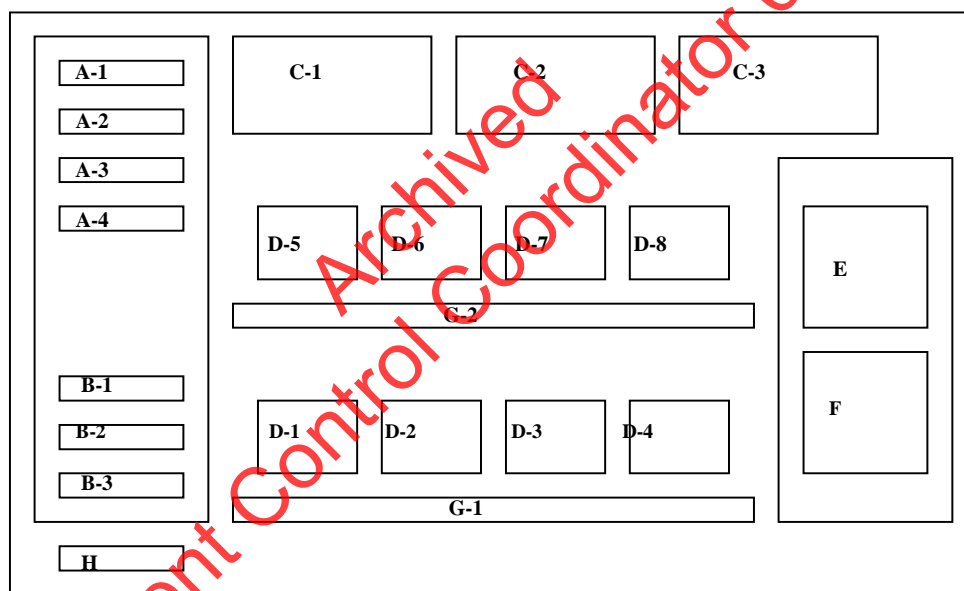 A-1
A-2
A-3
A-4
B-1
B-2
B-3
H
C-1
C-2
C-3
D-5
D-6
D-7
D-8
G-2
D-1
D-2
D-3
D-4
G-1
E
F
Archived
Control Coordinator